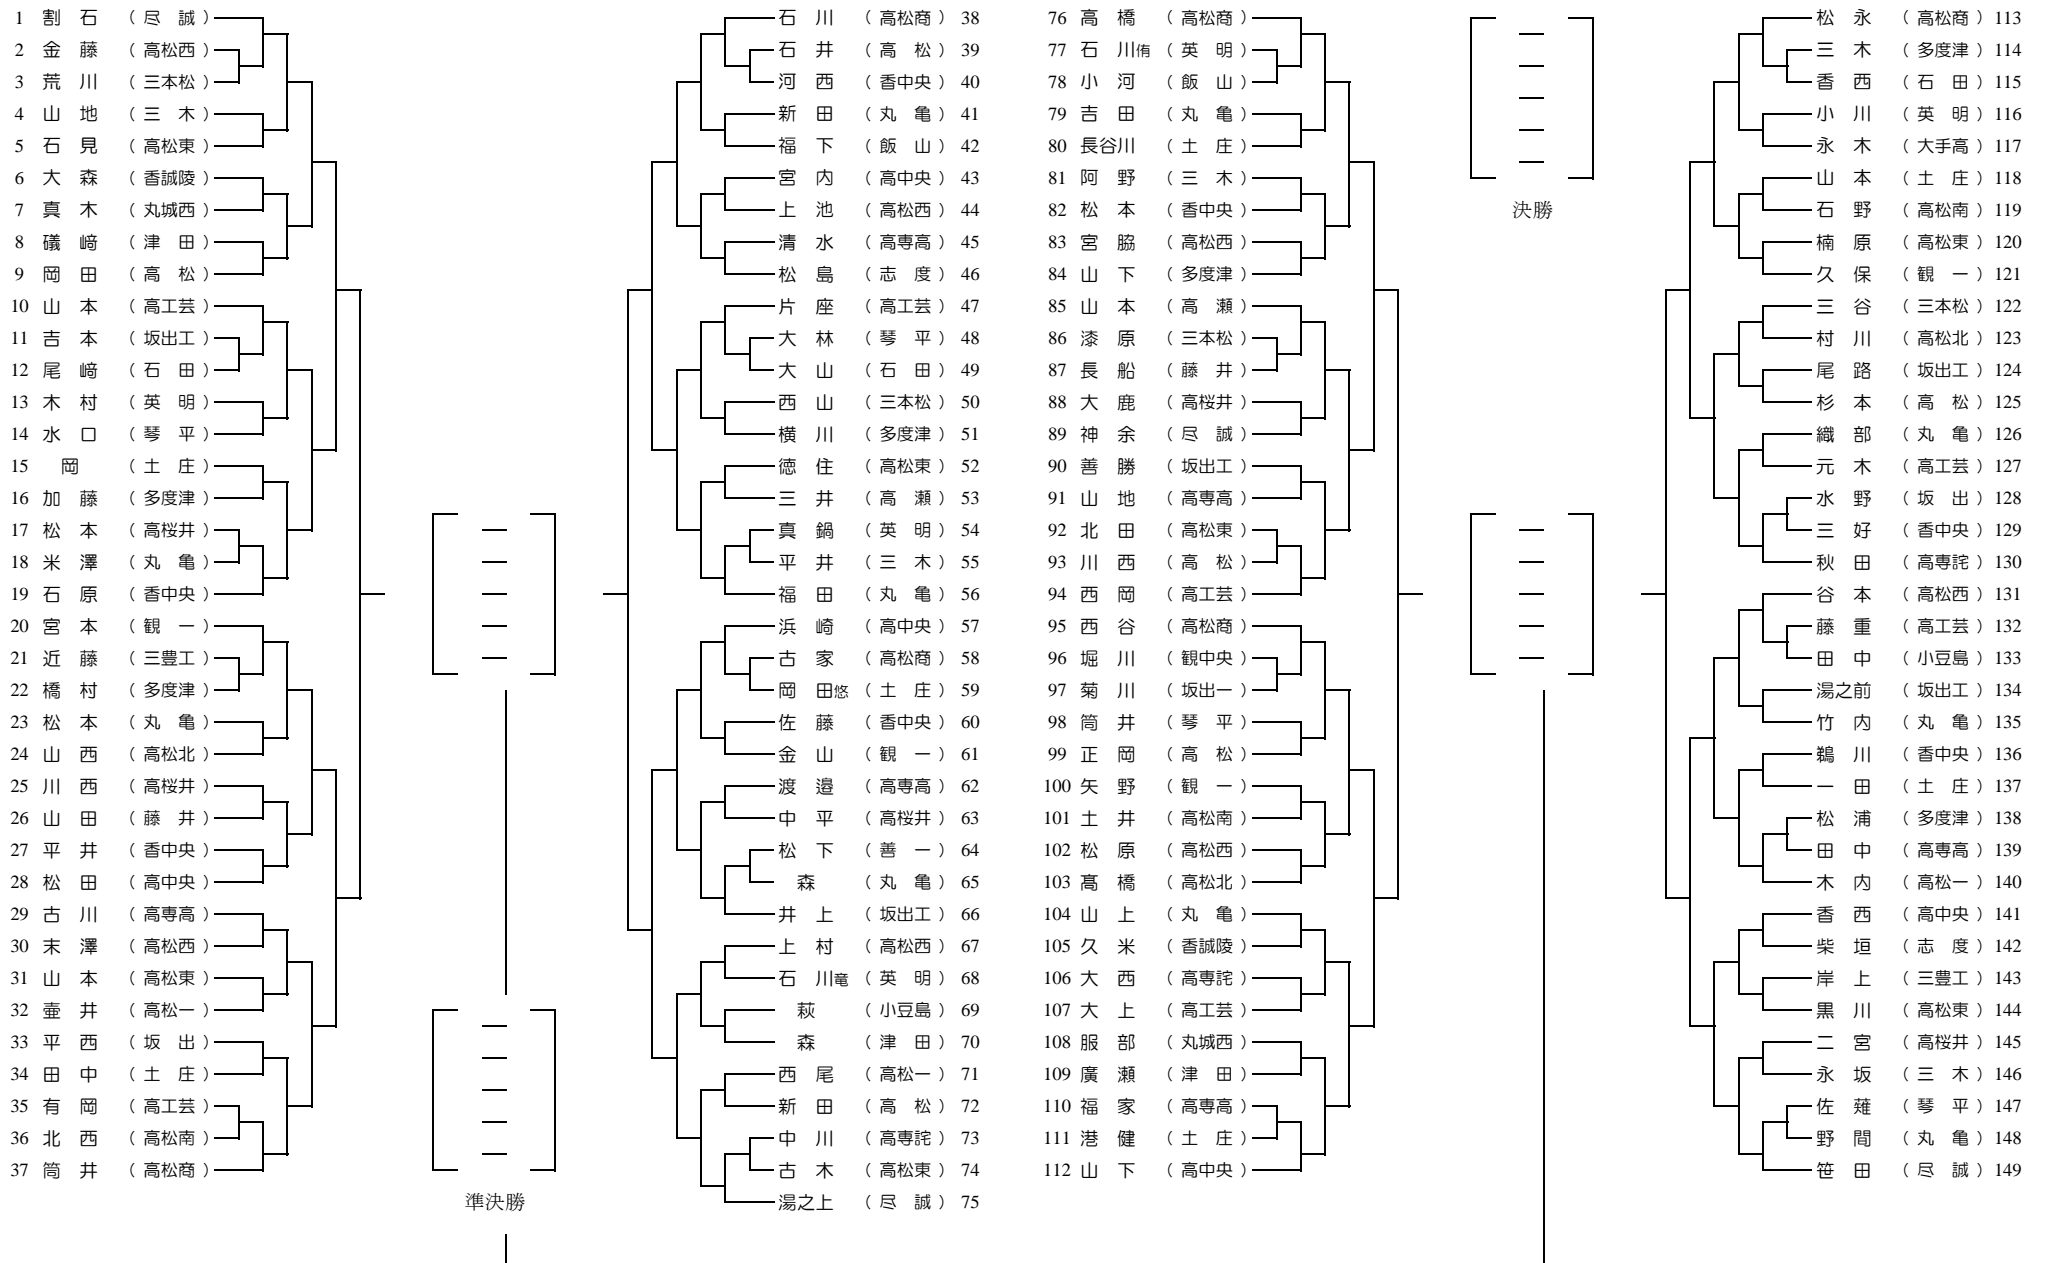 1 割石 (尽誠)
2 金藤 (高松西)
3 荒川 (三本松)
4 山地 (三木)
5 石見 (高松東)
6 大森 (香誠陵)
7 真木 (丸城西)
8 礒﨑 (津田)
9 岡田 (高松)
10 山本 (高工芸)
11 吉本 (坂出工)
12 尾﨑 (石田)
13 木村 (英明)
14 水口 (琴平)
15 岡 (土庄)
16 加藤 (多度津)
17 松本 (高桜井)
18 米澤 (丸亀)
19 石原 (香中央)
20 宮本 (観一)
21 近藤 (三豊工)
22 橋村 (多度津)
23 松本 (丸亀)
24 山西 (高松北)
25 川西 (高桜井)
26 山田 (藤井)
27 平井 (香中央)
28 松田 (高中央)
29 古川 (高専高)
30 末澤 (高松西)
31 山本 (高松東)
32 壷井 (高松一)
33 平西 (坂出)
34 田中 (土庄)
35 有岡 (高工芸)
36 北西 (高松南)
37 筒井 (高松商)
準決勝
石川 (高松商) 38
石井 (高松) 39
河西 (香中央) 40
新田 (丸亀) 41
福下 (飯山) 42
宮内 (高中央) 43
上池 (高松西) 44
清水 (高専高) 45
松島 (志度) 46
片座 (高工芸) 47
大林 (琴平) 48
大山 (石田) 49
西山 (三本松) 50
横川 (多度津) 51
徳住 (高松東) 52
三井 (高瀬) 53
真鍋 (英明) 54
平井 (三木) 55
福田 (丸亀) 56
浜崎 (高中央) 57
古家 (高松商) 58
岡田悠 (土庄) 59
佐藤 (香中央) 60
金山 (観一) 61
渡邉 (高専高) 62
中平 (高桜井) 63
松下 (善一) 64
森 (丸亀) 65
井上 (坂出工) 66
上村 (高松西) 67
石川竜 (英明) 68
萩 (小豆島) 69
森 (津田) 70
西尾 (高松一) 71
新田 (高松) 72
中川 (高専詫) 73
古木 (高松東) 74
湯之上 (尽誠) 75
76 高橋 (高松商)
77 石川侑 (英明)
78 小河 (飯山)
79 吉田 (丸亀)
80 長谷川 (土庄)
81 阿野 (三木)
82 松本 (香中央)
83 宮脇 (高松西)
84 山下 (多度津)
85 山本 (高瀬)
86 漆原 (三本松)
87 長船 (藤井)
88 大鹿 (高桜井)
89 神余 (尽誠)
90 善勝 (坂出工)
91 山地 (高専高)
92 北田 (高松東)
93 川西 (高松)
94 西岡 (高工芸)
95 西谷 (高松商)
96 堀川 (観中央)
97 菊川 (坂出一)
98 筒井 (琴平)
99 正岡 (高松)
100 矢野 (観一)
101 土井 (高松南)
102 松原 (高松西)
103 髙橋 (高松北)
104 山上 (丸亀)
105 久米 (香誠陵)
106 大西 (高専詫)
107 大上 (高工芸)
108 服部 (丸城西)
109 廣瀬 (津田)
110 福家 (高専高)
111 港健 (土庄)
112 山下 (高中央)
決勝
松永 (高松商) 113
三木 (多度津) 114
香西 (石田) 115
小川 (英明) 116
永木 (大手高) 117
山本 (土庄) 118
石野 (高松南) 119
楠原 (高松東) 120
久保 (観一) 121
三谷 (三本松) 122
村川 (高松北) 123
尾路 (坂出工) 124
杉本 (高松) 125
織部 (丸亀) 126
元木 (高工芸) 127
水野 (坂出) 128
三好 (香中央) 129
秋田 (高専詫) 130
谷本 (高松西) 131
藤重 (高工芸) 132
田中 (小豆島) 133
湯之前 (坂出工) 134
竹内 (丸亀) 135
鵜川 (香中央) 136
一田 (土庄) 137
松浦 (多度津) 138
田中 (高専高) 139
木内 (高松一) 140
香西 (高中央) 141
柴垣 (志度) 142
岸上 (三豊工) 143
黒川 (高松東) 144
二宮 (高桜井) 145
永坂 (三木) 146
佐薙 (琴平) 147
野間 (丸亀) 148
笹田 (尽誠) 149